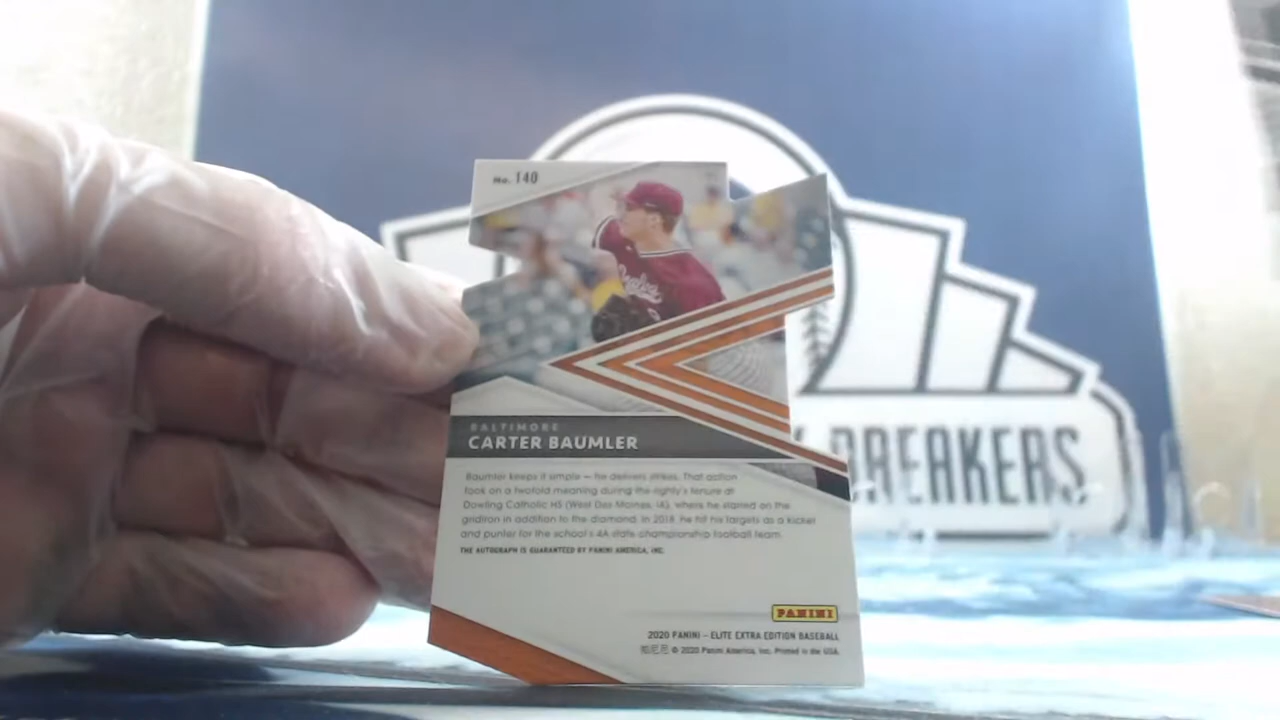 No. 140
Eagles
BALTIMORE
CARTER BAUMLER
Baumler keeps it simple — he delivers strikes. That action
took on a twofold meaning during the righty's tenure at
Dowling Catholic HS (West Des Moines, IA), where he starred on the
gridiron in addition to the diamond. In 2018, he hit his targets as a kicker
and punter for the school's 4A state championship football team.
THE AUTOGRAPH IS GUARANTEED BY PANINI AMERICA, INC.
PANINI
2020 PANINI – ELITE EXTRA EDITION BASEBALL
© 2020 Panini America, Inc. Printed in the USA.
BREAKERS